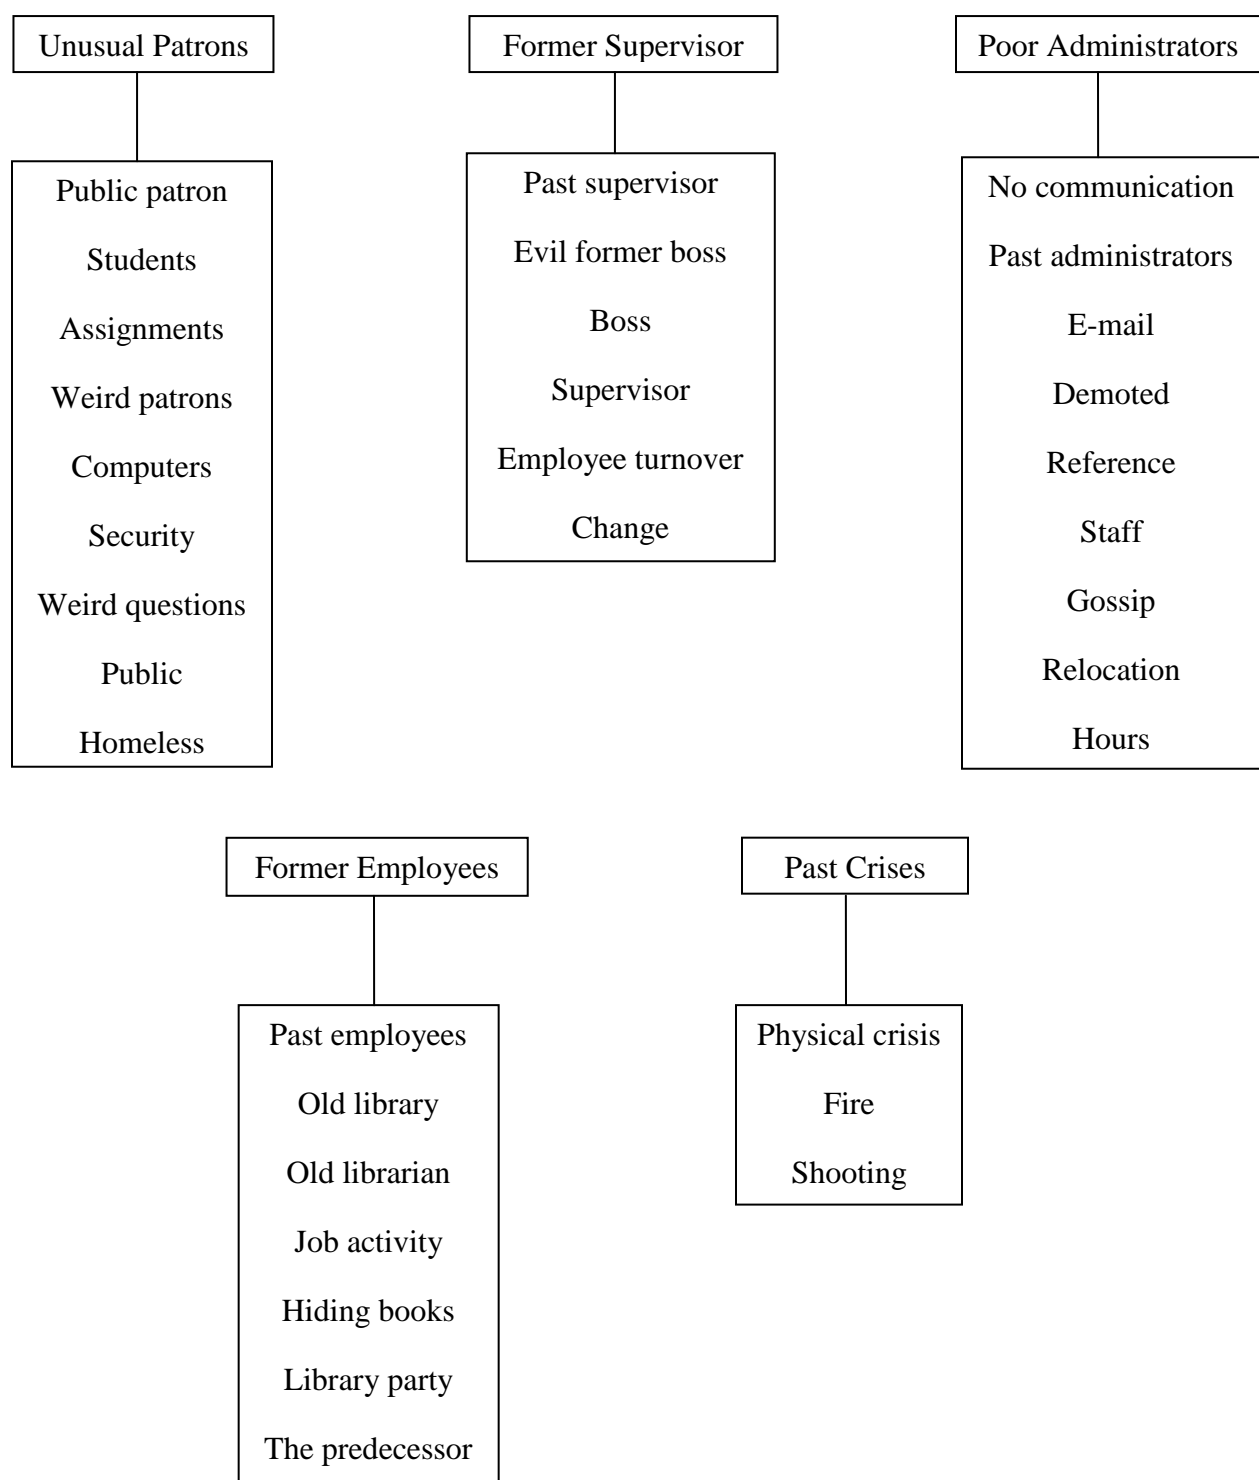 Unusual Patrons
Public patron
Students
Assignments
Weird patrons
Computers
Security
Weird questions
Public
Homeless
Former Supervisor
Past supervisor
Evil former boss
Boss
Supervisor
Employee turnover
Change
Poor Administrators
No communication
Past administrators
E-mail
Demoted
Reference
Staff
Gossip
Relocation
Hours
Former Employees
Past employees
Old library
Old librarian
Job activity
Hiding books
Library party
The predecessor
Past Crises
Physical crisis
Fire
Shooting